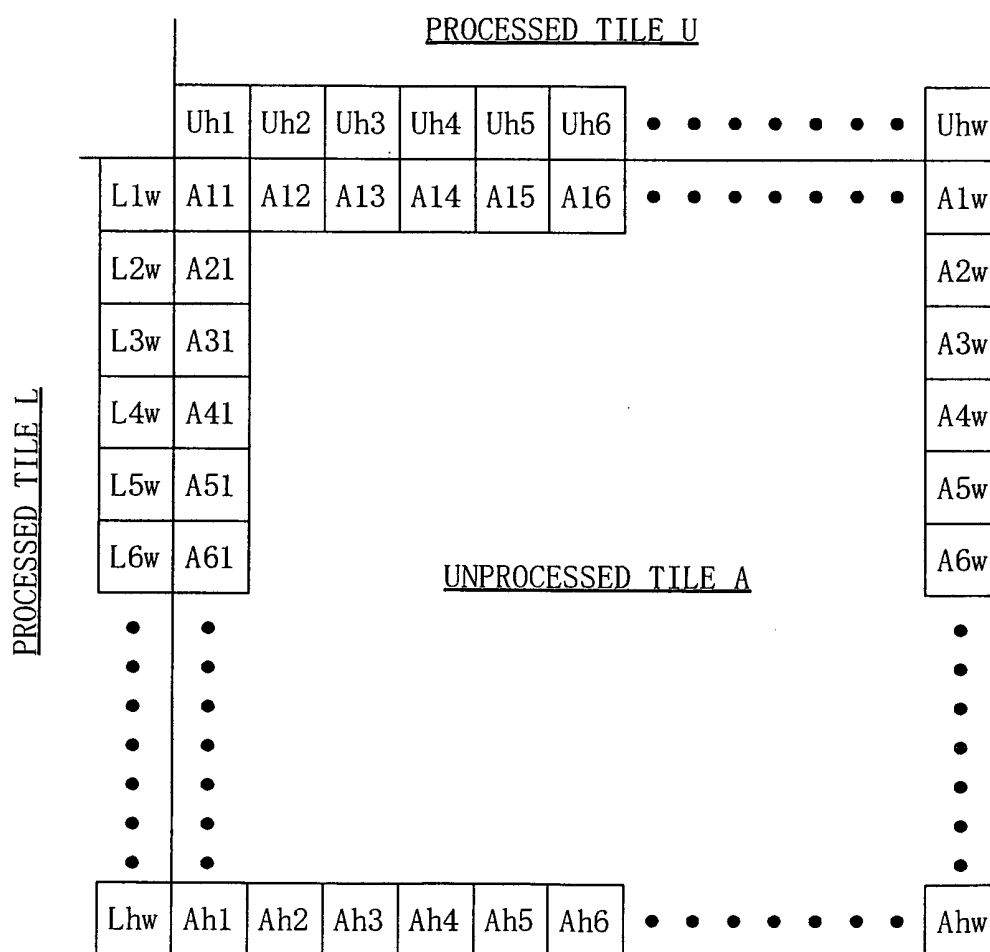 PROCESSED TILE U
Uh1 Uh2 Uh3 Uh4 Uh5 Uh6 ● ● ● ● ● ● ● Uhw
L1w A11 A12 A13 A14 A15 A16 ● ● ● ● ● ● ● A1w
L2w A21 A2w
L3w A31 A3w
L4w A41 A4w
L5w A51 A5w
L6w A61 A6w
PROCESSED TILE L
UNPROCESSED TILE A
Lhw Ah1 Ah2 Ah3 Ah4 Ah5 Ah6 ● ● ● ● ● ● ● Ahw